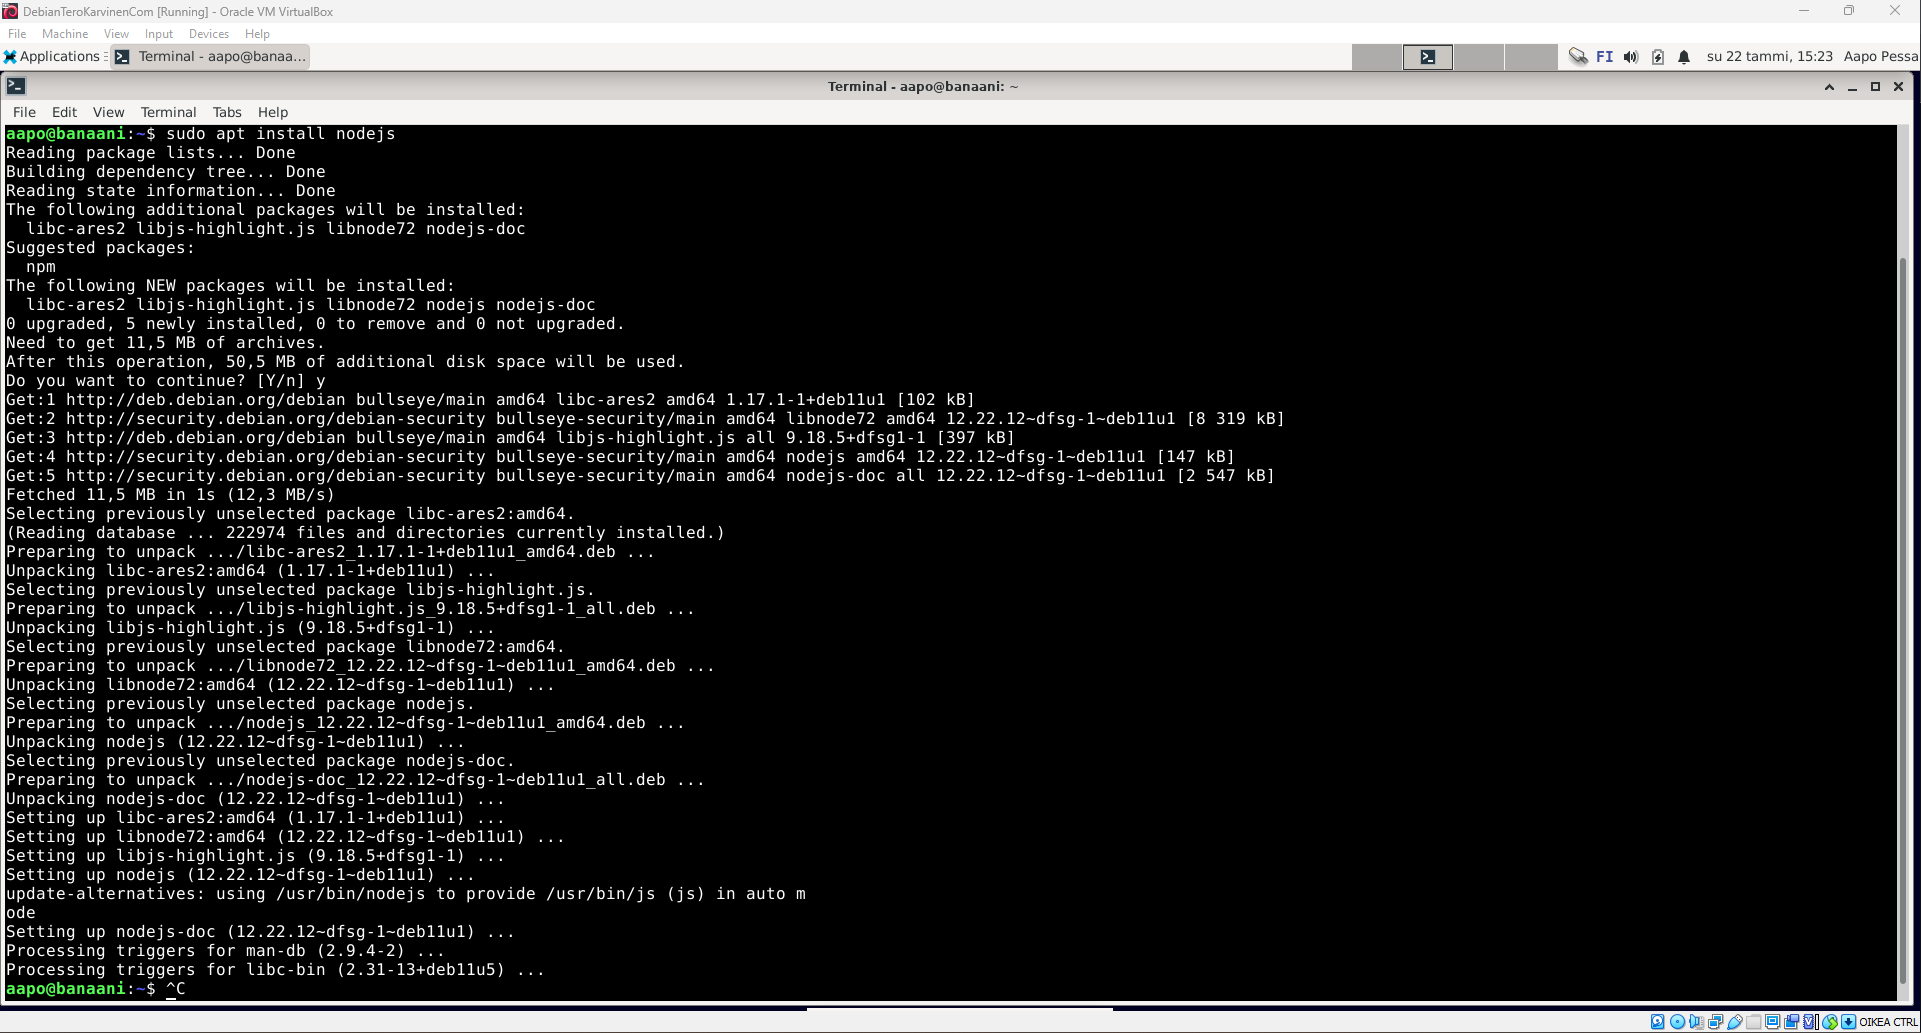 DebianTeroKarvinenCom [Running] - Oracle VM VirtualBox
File Machine View Input Devices Help
Applications Terminal - aapo@banaa... FI su 22 tammi, 15:23 Aapo Pessa
Terminal - aapo@banaani: ~
File Edit View Terminal Tabs Help
aapo@banaani:~$ sudo apt install nodejs
Reading package lists... Done
Building dependency tree... Done
Reading state information... Done
The following additional packages will be installed:
  libc-ares2 libjs-highlight.js libnode72 nodejs-doc
Suggested packages:
  npm
The following NEW packages will be installed:
  libc-ares2 libjs-highlight.js libnode72 nodejs nodejs-doc
0 upgraded, 5 newly installed, 0 to remove and 0 not upgraded.
Need to get 11,5 MB of archives.
After this operation, 50,5 MB of additional disk space will be used.
Do you want to continue? [Y/n] y
Get:1 http://deb.debian.org/debian bullseye/main amd64 libc-ares2 amd64 1.17.1-1+deb11u1 [102 kB]
Get:2 http://security.debian.org/debian-security bullseye-security/main amd64 libnode72 amd64 12.22.12~dfsg-1~deb11u1 [8 319 kB]
Get:3 http://deb.debian.org/debian bullseye/main amd64 libjs-highlight.js all 9.18.5+dfsg1-1 [397 kB]
Get:4 http://security.debian.org/debian-security bullseye-security/main amd64 nodejs amd64 12.22.12~dfsg-1~deb11u1 [147 kB]
Get:5 http://security.debian.org/debian-security bullseye-security/main amd64 nodejs-doc all 12.22.12~dfsg-1~deb11u1 [2 547 kB]
Fetched 11,5 MB in 1s (12,3 MB/s)
Selecting previously unselected package libc-ares2:amd64.
(Reading database ... 222974 files and directories currently installed.)
Preparing to unpack .../libc-ares2_1.17.1-1+deb11u1_amd64.deb ...
Unpacking libc-ares2:amd64 (1.17.1-1+deb11u1) ...
Selecting previously unselected package libjs-highlight.js.
Preparing to unpack .../libjs-highlight.js_9.18.5+dfsg1-1_all.deb ...
Unpacking libjs-highlight.js (9.18.5+dfsg1-1) ...
Selecting previously unselected package libnode72:amd64.
Preparing to unpack .../libnode72_12.22.12~dfsg-1~deb11u1_amd64.deb ...
Unpacking libnode72:amd64 (12.22.12~dfsg-1~deb11u1) ...
Selecting previously unselected package nodejs.
Preparing to unpack .../nodejs_12.22.12~dfsg-1~deb11u1_amd64.deb ...
Unpacking nodejs (12.22.12~dfsg-1~deb11u1) ...
Selecting previously unselected package nodejs-doc.
Preparing to unpack .../nodejs-doc_12.22.12~dfsg-1~deb11u1_all.deb ...
Unpacking nodejs-doc (12.22.12~dfsg-1~deb11u1) ...
Setting up libc-ares2:amd64 (1.17.1-1+deb11u1) ...
Setting up libnode72:amd64 (12.22.12~dfsg-1~deb11u1) ...
Setting up libjs-highlight.js (9.18.5+dfsg1-1) ...
Setting up nodejs (12.22.12~dfsg-1~deb11u1) ...
update-alternatives: using /usr/bin/nodejs to provide /usr/bin/js (js) in auto m
ode
Setting up nodejs-doc (12.22.12~dfsg-1~deb11u1) ...
Processing triggers for man-db (2.9.4-2) ...
Processing triggers for libc-bin (2.31-13+deb11u5) ...
aapo@banaani:~$ ^C
OIKEA CTRL